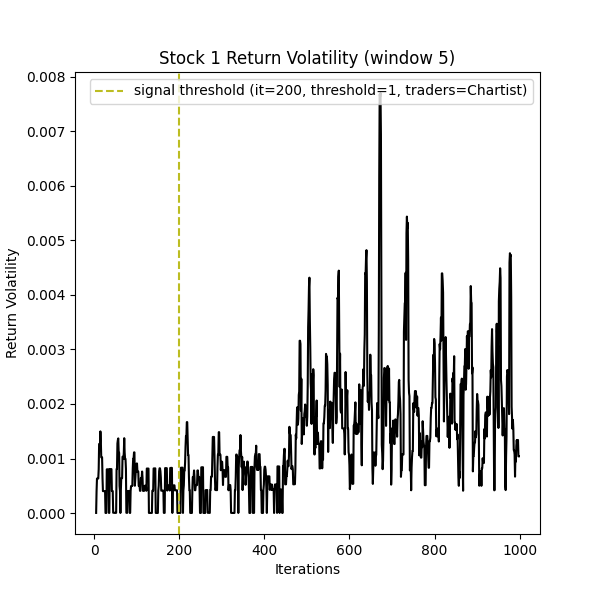 Stock 1 Return Volatility (window 5)
signal threshold (it=200, threshold=1, traders=Chartist)
0.008
0.007
0.006
0.005
0.004
0.003
0.002
0.001
0.000
Return Volatility
0 200 400 600 800 1000
Iterations